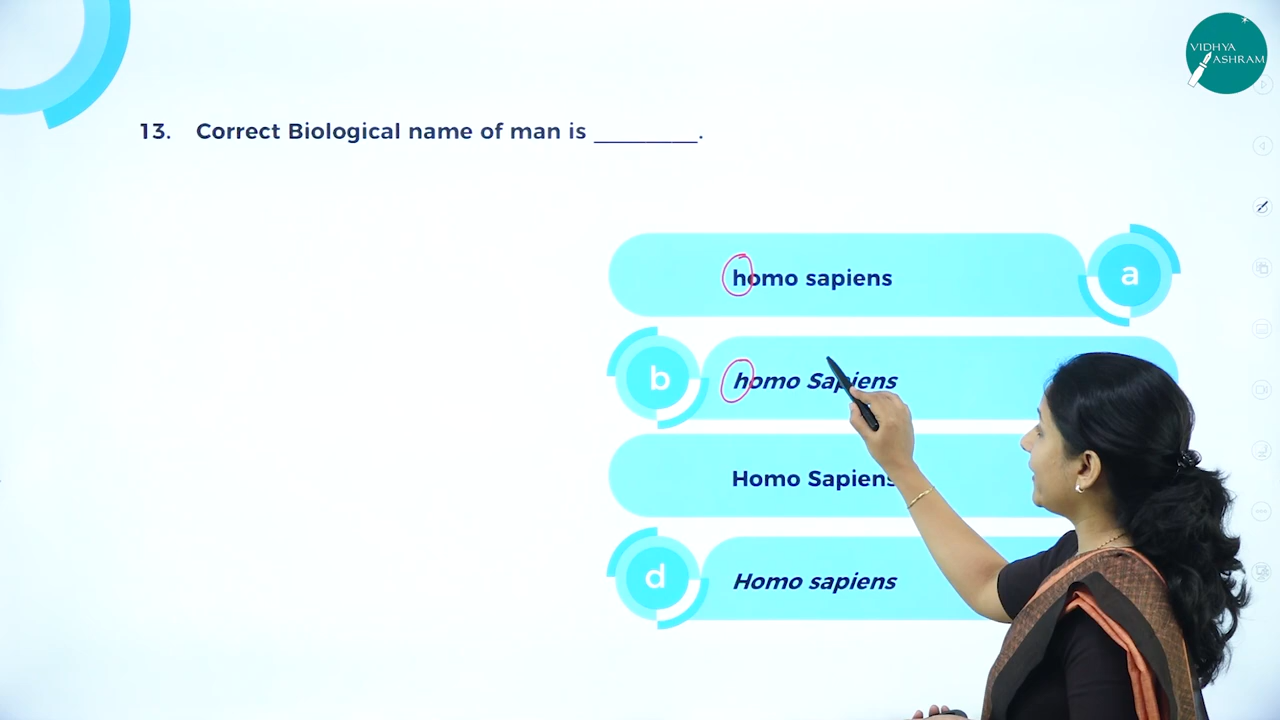 VIDHYA
ASHRAM
13. Correct Biological name of man is _________.
homo sapiens a
b homo Sapiens
Homo Sapiens
d Homo sapiens